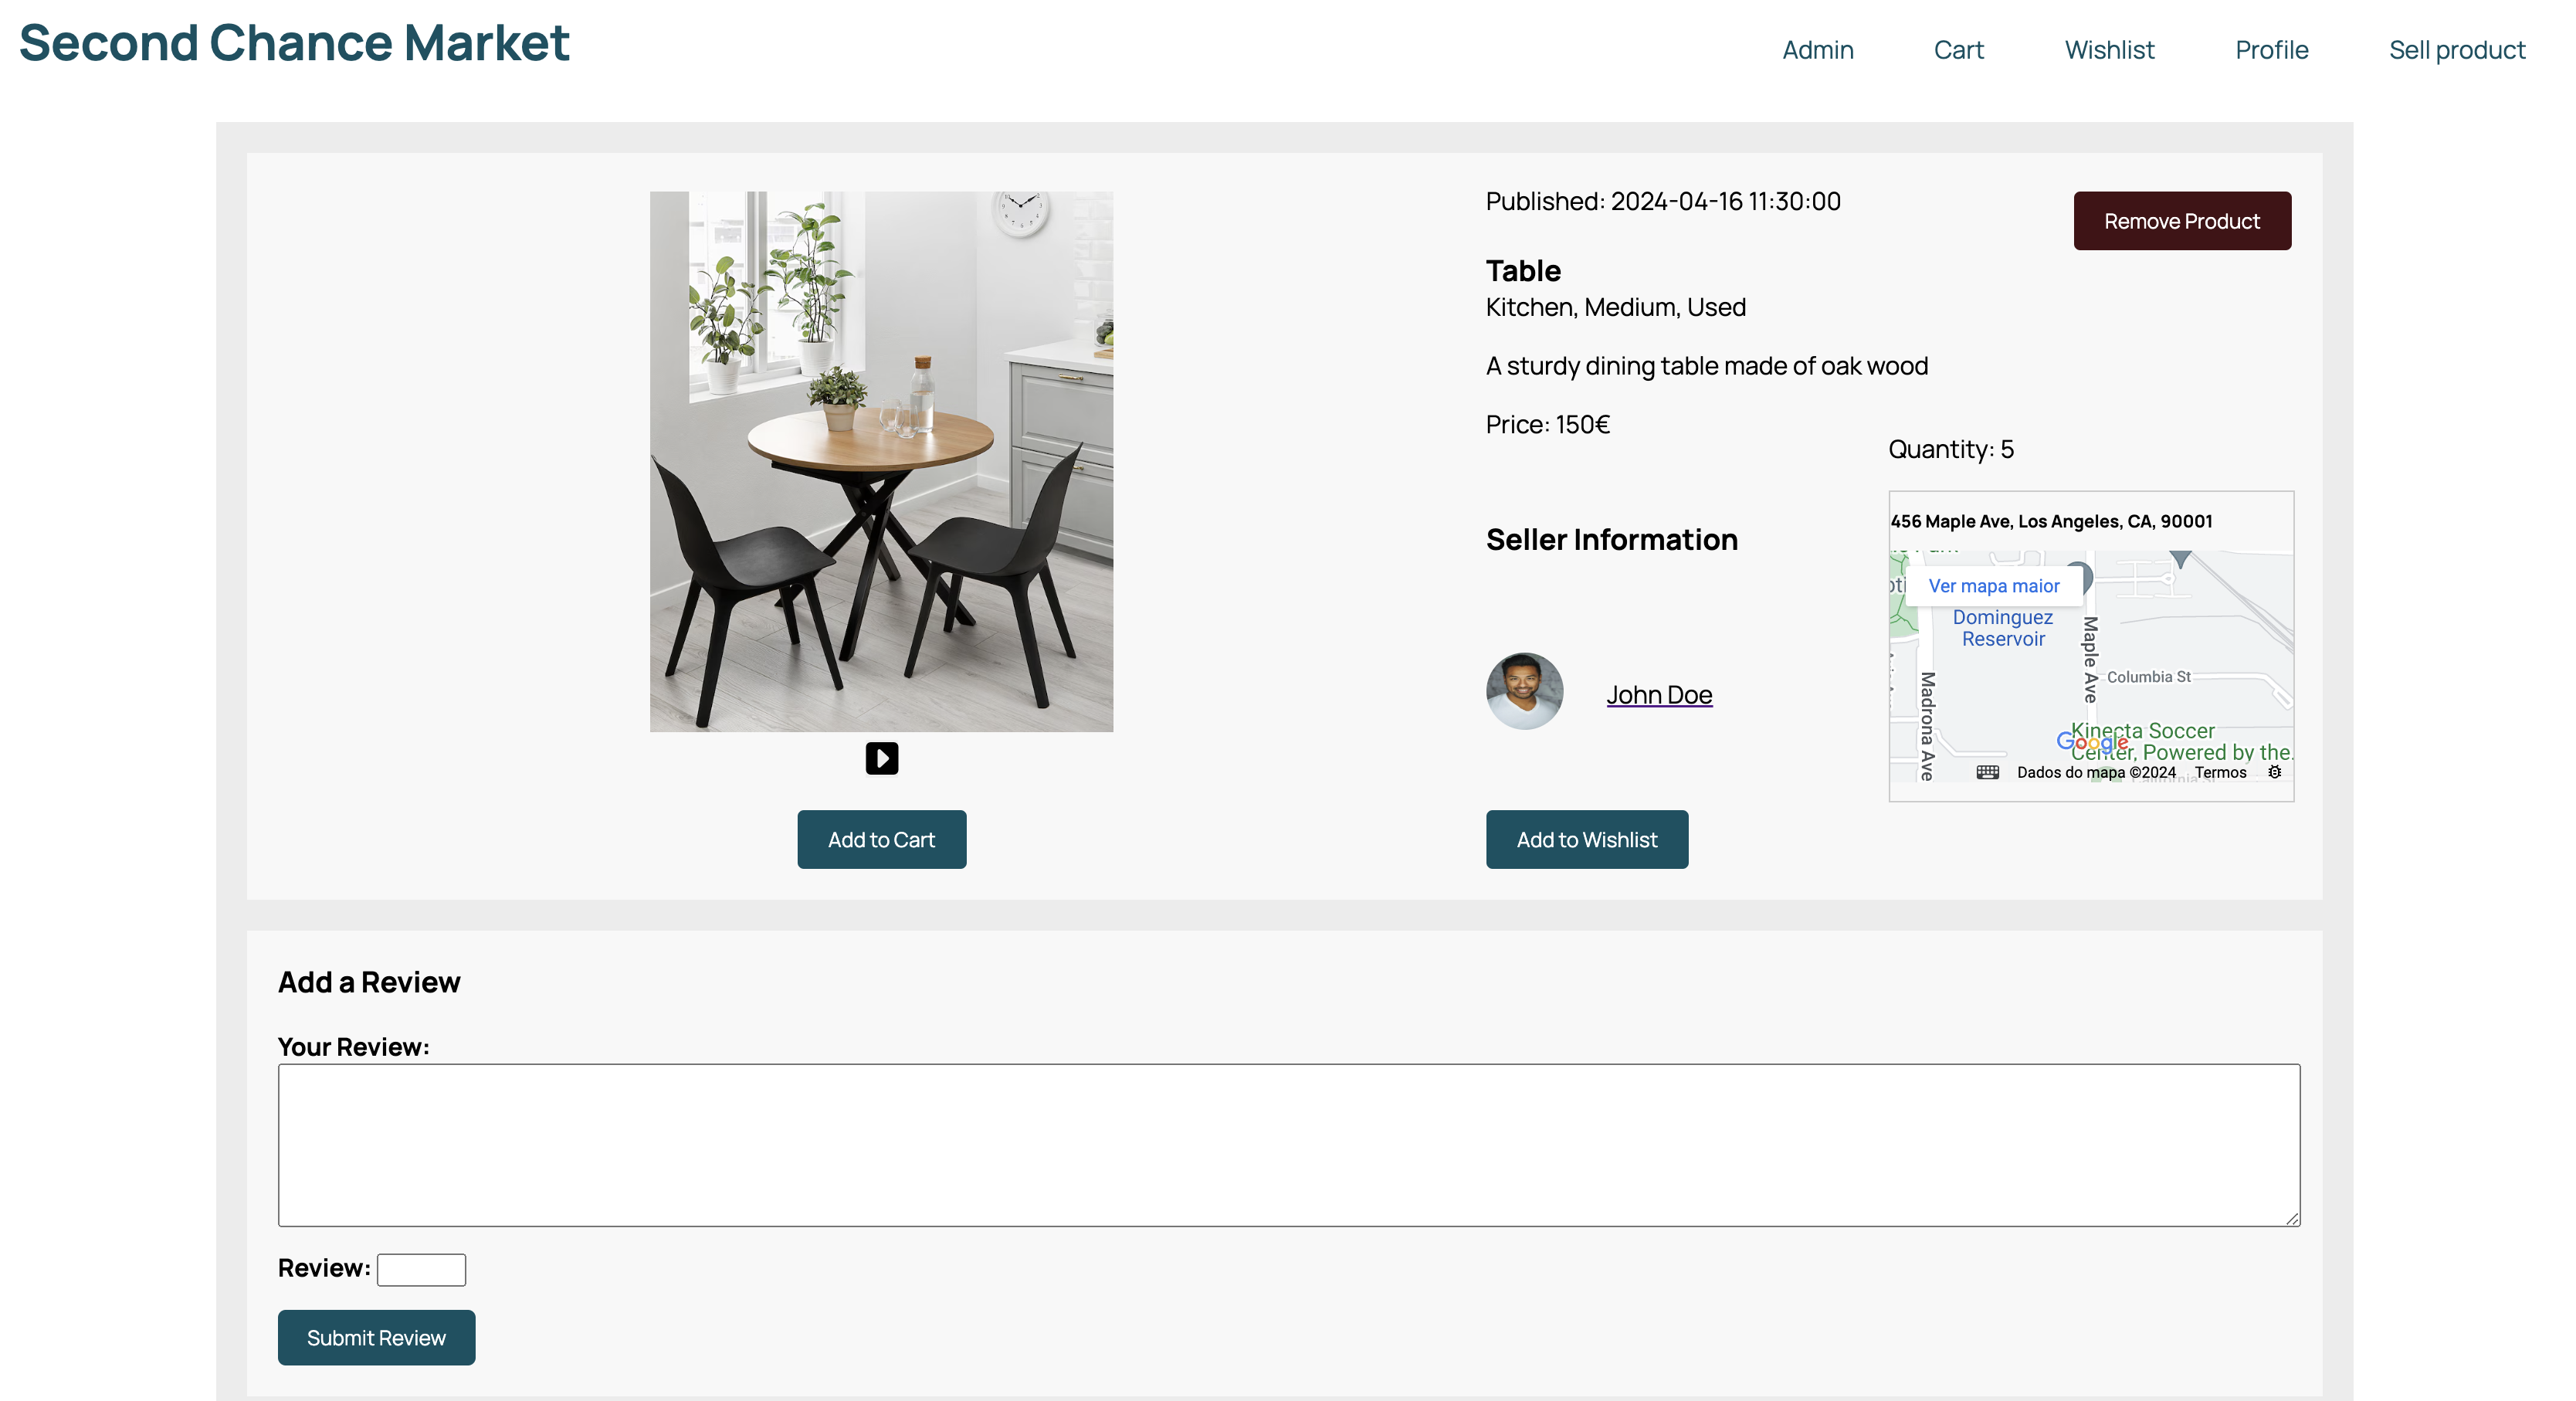 Second Chance Market
Admin Cart Wishlist Profile Sell product
Published: 2024-04-16 11:30:00
Remove Product
Table
Kitchen, Medium, Used
A sturdy dining table made of oak wood
Price: 150€
Quantity: 5
Seller Information
John Doe
456 Maple Ave, Los Angeles, CA, 90001
Ver mapa maior
Dominguez
Reservoir
Maple Ave
Columbia St
Madrona Ave
Kinecta Soccer
Center, Powered by the.
Google
Dados do mapa ©2024 Termos
Add to Cart
Add to Wishlist
Add a Review
Your Review:
Review:
Submit Review